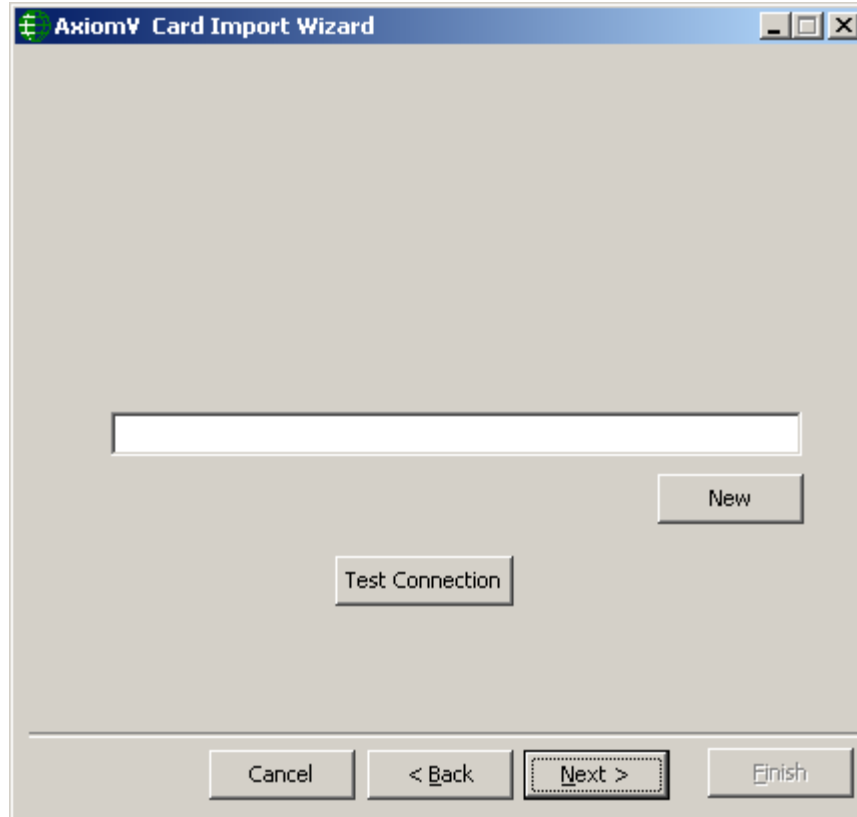 AxiomV Card Import Wizard
New
Test Connection
Cancel
< Back
Next >
Finish